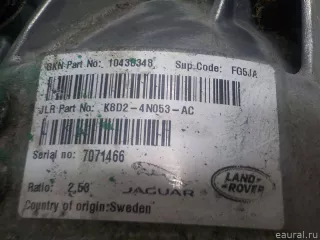 GKN-Part No: 10438348 Sup.Code: FG5JA
JLR Part No: K8D2-4N053-AC
Serial no: 7071466
LAND-
ROVER
Ratio: 2,56 JAGUAR
Country of origin:Sweden
eaural.ru